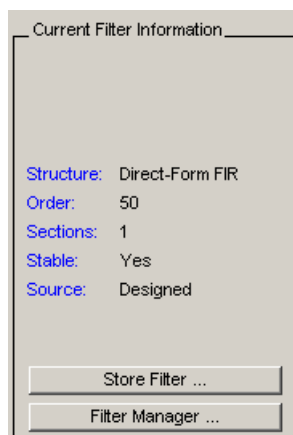 Current Filter Information
Structure: Direct-Form FIR
Order: 50
Sections: 1
Stable: Yes
Source: Designed
Store Filter ...
Filter Manager ...